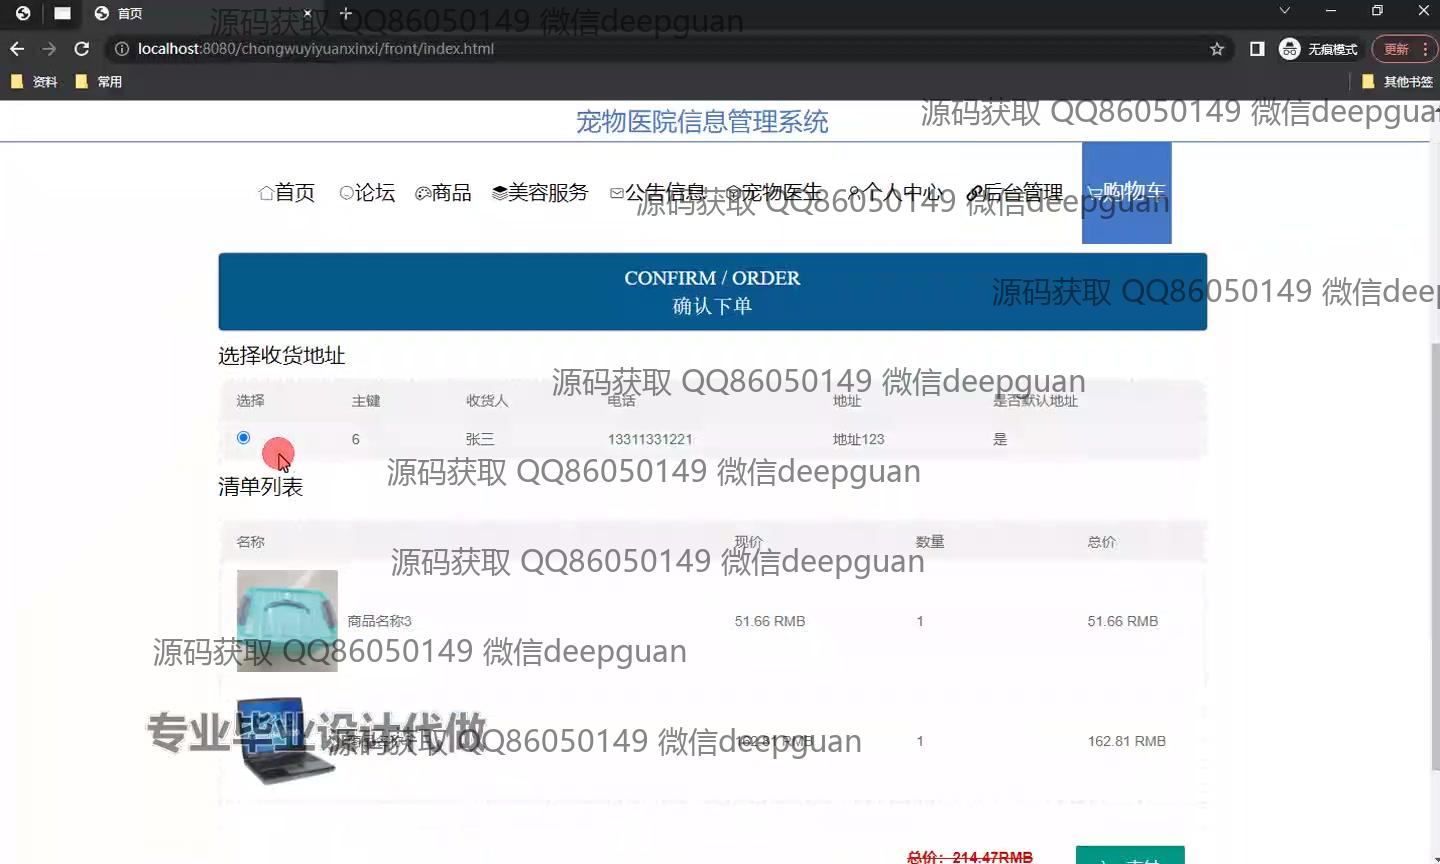 首页
localhost:8080/chongwuyiyuanxinxi/front/index.html
无痕模式
更新
资料
常用
其他书签
源码获取 QQ86050149 微信deepguan
宠物医院信息管理系统
源码获取 QQ86050149 微信deepgua
首页
论坛
商品
美容服务
公告信息
宠物医生
个人中心
后台管理
购物车
源码获取 QQ86050149 微信deepguan
CONFIRM / ORDER
确认下单
源码获取 QQ86050149 微信deep
选择收货地址
源码获取 QQ86050149 微信deepguan
选择 主键 收货人 电话 地址 是否默认地址
6 张三 13311331221 地址123 是
源码获取 QQ86050149 微信deepguan
清单列表
名称 现价 数量 总价
源码获取 QQ86050149 微信deepguan
商品名称3 51.66 RMB 1 51.66 RMB
源码获取 QQ86050149 微信deepguan
专业毕业设计代做
源码获取 QQ86050149 微信deepguan
162.81 RMB 1 162.81 RMB
总价：214.47RMB
支付